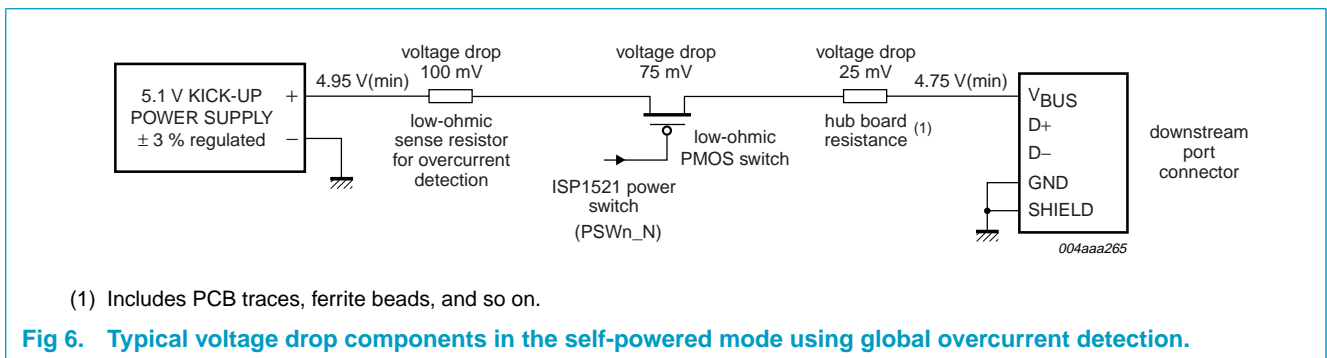 5.1 V KICK-UP
POWER SUPPLY
± 3 % regulated
+
−
4.95 V(min)
voltage drop
100 mV
low-ohmic
sense resistor
for overcurrent
detection
voltage drop
75 mV
low-ohmic
PMOS switch
ISP1521 power
switch
(PSWn_N)
voltage drop
25 mV
hub board
resistance (1)
4.75 V(min)
VBUS
D+
D−
GND
SHIELD
downstream
port
connector
004aaa265
(1) Includes PCB traces, ferrite beads, and so on.
Fig 6. Typical voltage drop components in the self-powered mode using global overcurrent detection.